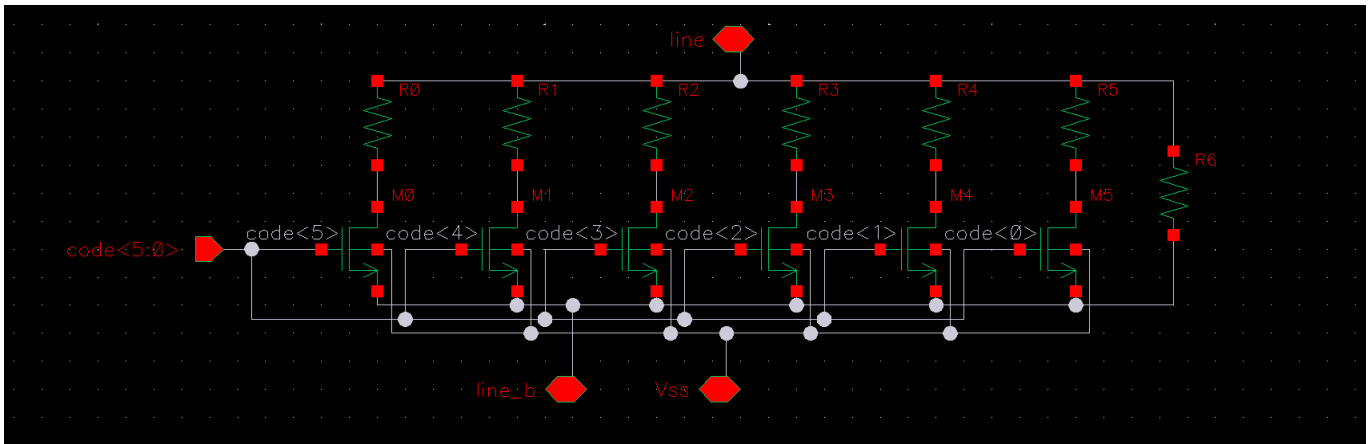 line
R0 R1 R2 R3 R4 R5
R6
M0 M1 M2 M3 M4 M5
code<5> code<4> code<3> code<2> code<1> code<0>
code<5:0>
line_b Vss